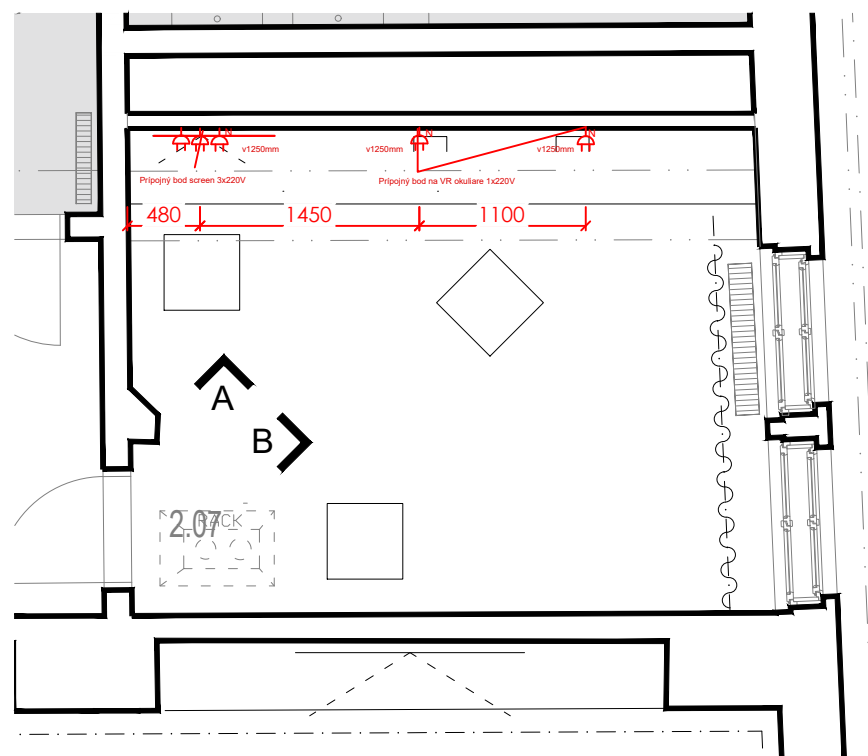 v1250mm
v1250mm
v1250mm
Prípojný bod screen 3x220V
Prípojný bod na VR okuliare 1x220V
480
1450
1100
A
B
RACK
2.07